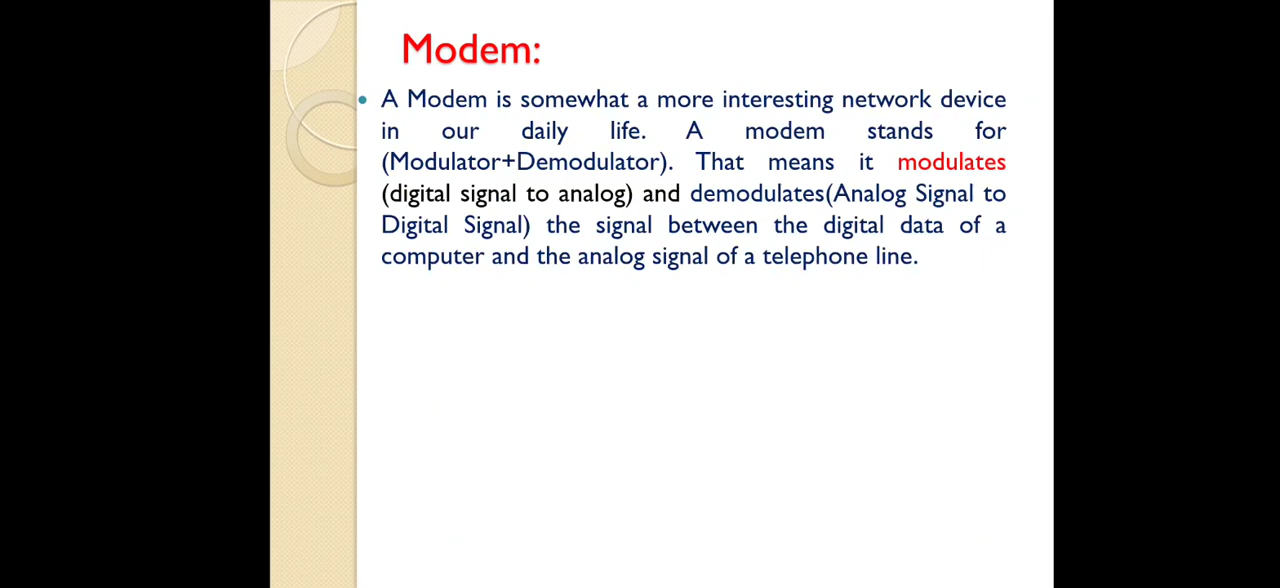 Modem:
• A Modem is somewhat a more interesting network device
in our daily life. A modem stands for
(Modulator+Demodulator). That means it modulates
(digital signal to analog) and demodulates(Analog Signal to
Digital Signal) the signal between the digital data of a
computer and the analog signal of a telephone line.